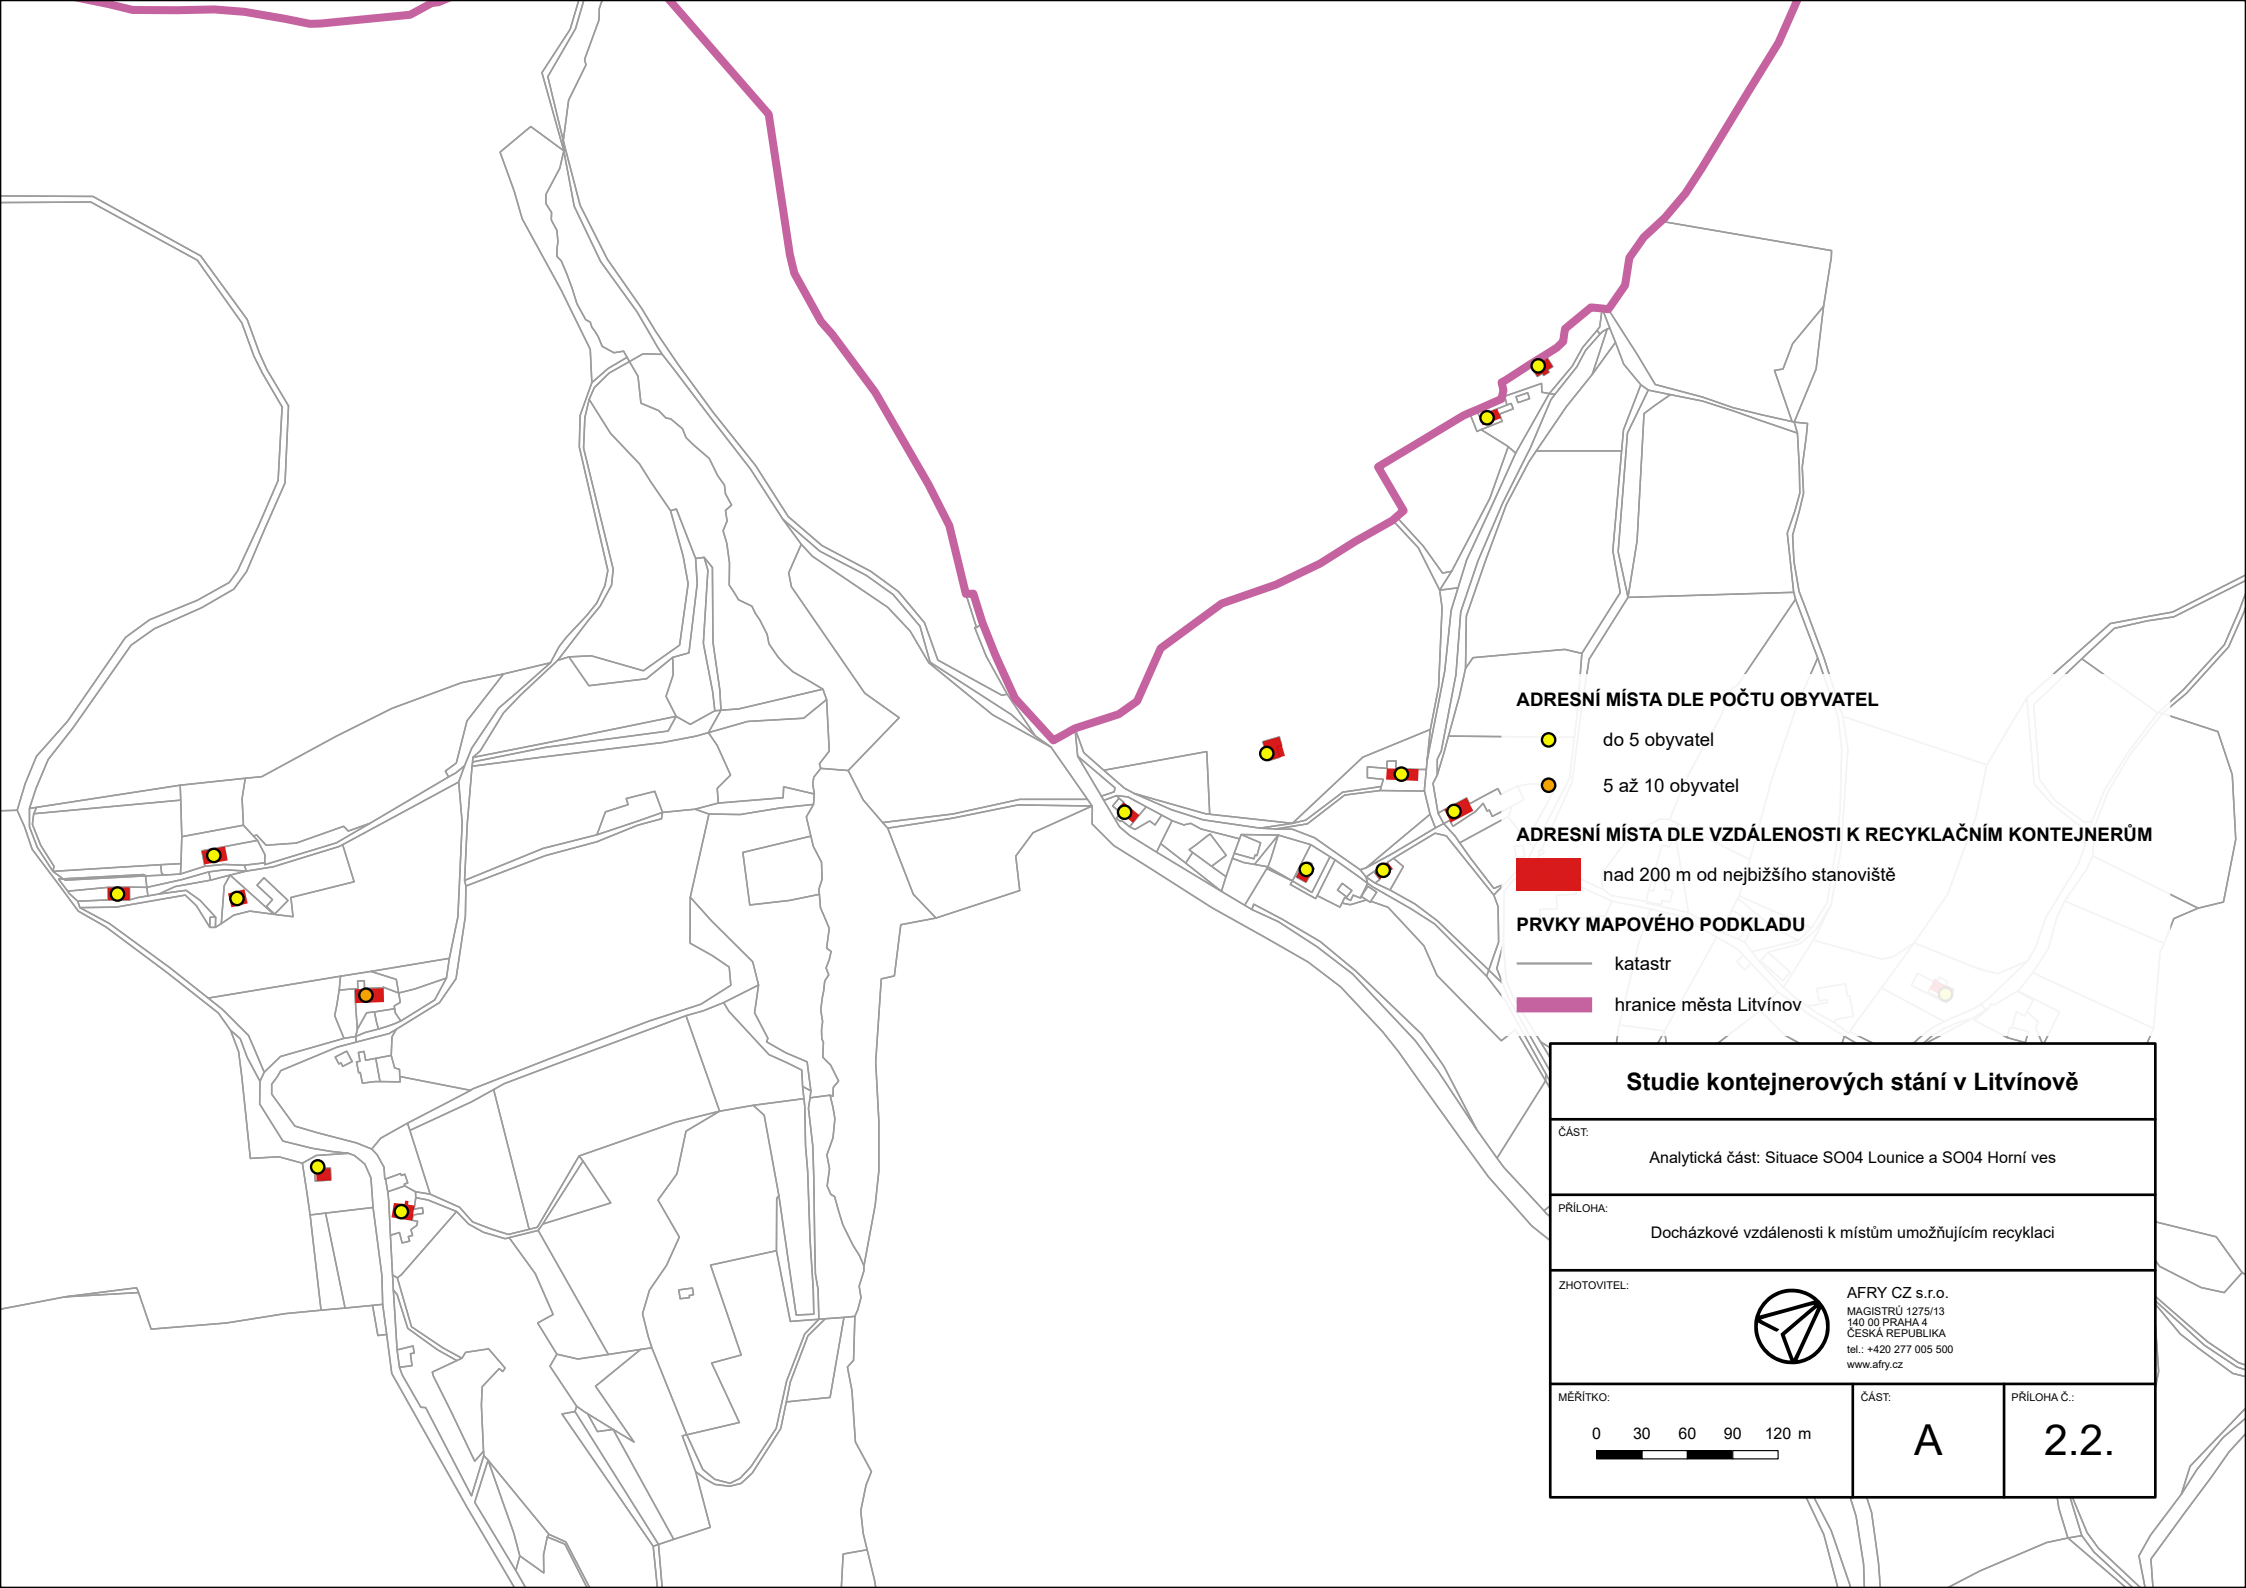 ADRESNÍ MÍSTA DLE POČTU OBYVATEL
do 5 obyvatel
5 až 10 obyvatel
ADRESNÍ MÍSTA DLE VZDÁLENOSTI K RECYKLAČNÍM KONTEJNERŮM
nad 200 m od nejbižšího stanoviště
PRVKY MAPOVÉHO PODKLADU
katastr
hranice města Litvínov
Studie kontejnerových stání v Litvínově
ČÁST:
Analytická část: Situace SO04 Lounice a SO04 Horní ves
PŘÍLOHA:
Docházkové vzdálenosti k místům umožňujícím recyklaci
ZHOTOVITEL:
AFRY CZ s.r.o.
MAGISTRŮ 1275/13
140 00 PRAHA 4
ČESKÁ REPUBLIKA
tel.: +420 277 005 500
www.afry.cz
MĚŘÍTKO:
0 30 60 90 120 m
ČÁST:
A
PŘÍLOHA Č.:
2.2.